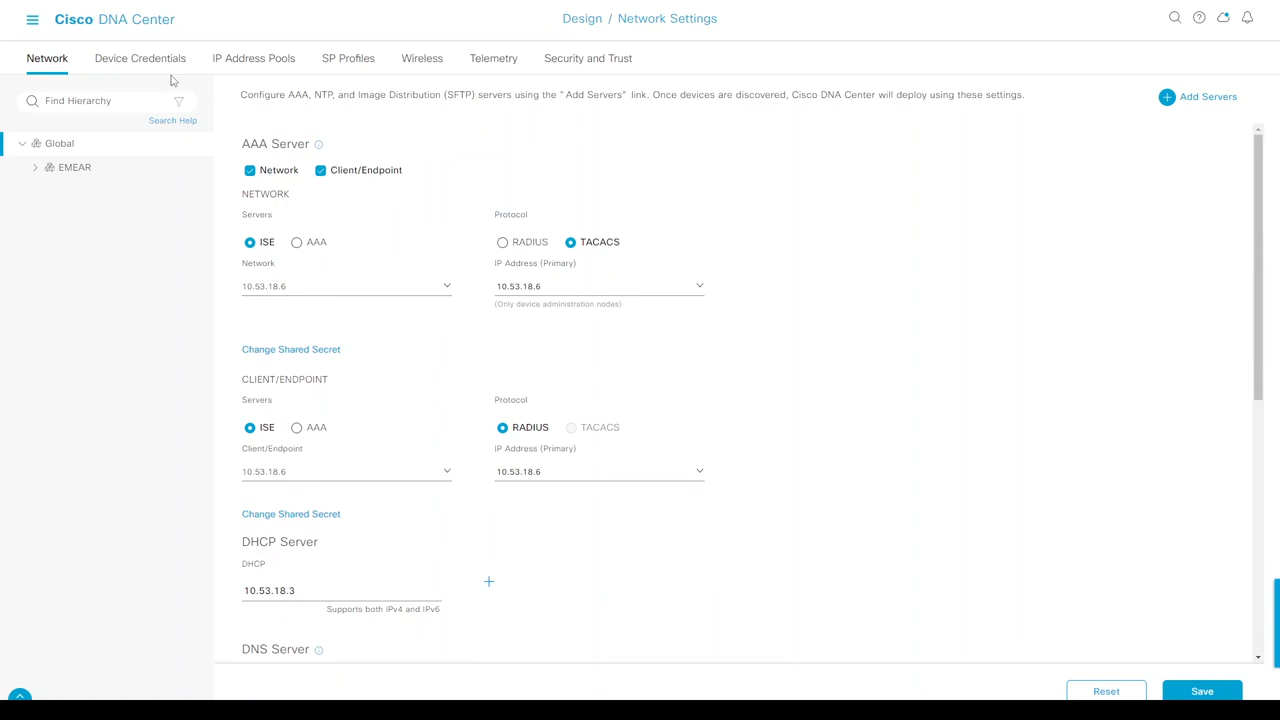 Cisco DNA Center
Design / Network Settings
Network Device Credentials IP Address Pools SP Profiles Wireless Telemetry Security and Trust
Find Hierarchy
Search Help
Global
EMEAR
Configure AAA, NTP, and Image Distribution (SFTP) servers using the "Add Servers" link. Once devices are discovered, Cisco DNA Center will deploy using these settings.
Add Servers
AAA Server
Network Client/Endpoint
NETWORK
Servers Protocol
ISE AAA RADIUS TACACS
Network IP Address (Primary)
10.53.18.6 10.53.18.6
(Only device administration nodes)
Change Shared Secret
CLIENT/ENDPOINT
Servers Protocol
ISE AAA RADIUS TACACS
Client/Endpoint IP Address (Primary)
10.53.18.6 10.53.18.6
Change Shared Secret
DHCP Server
DHCP
10.53.18.3
Supports both IPv4 and IPv6
DNS Server
Reset Save